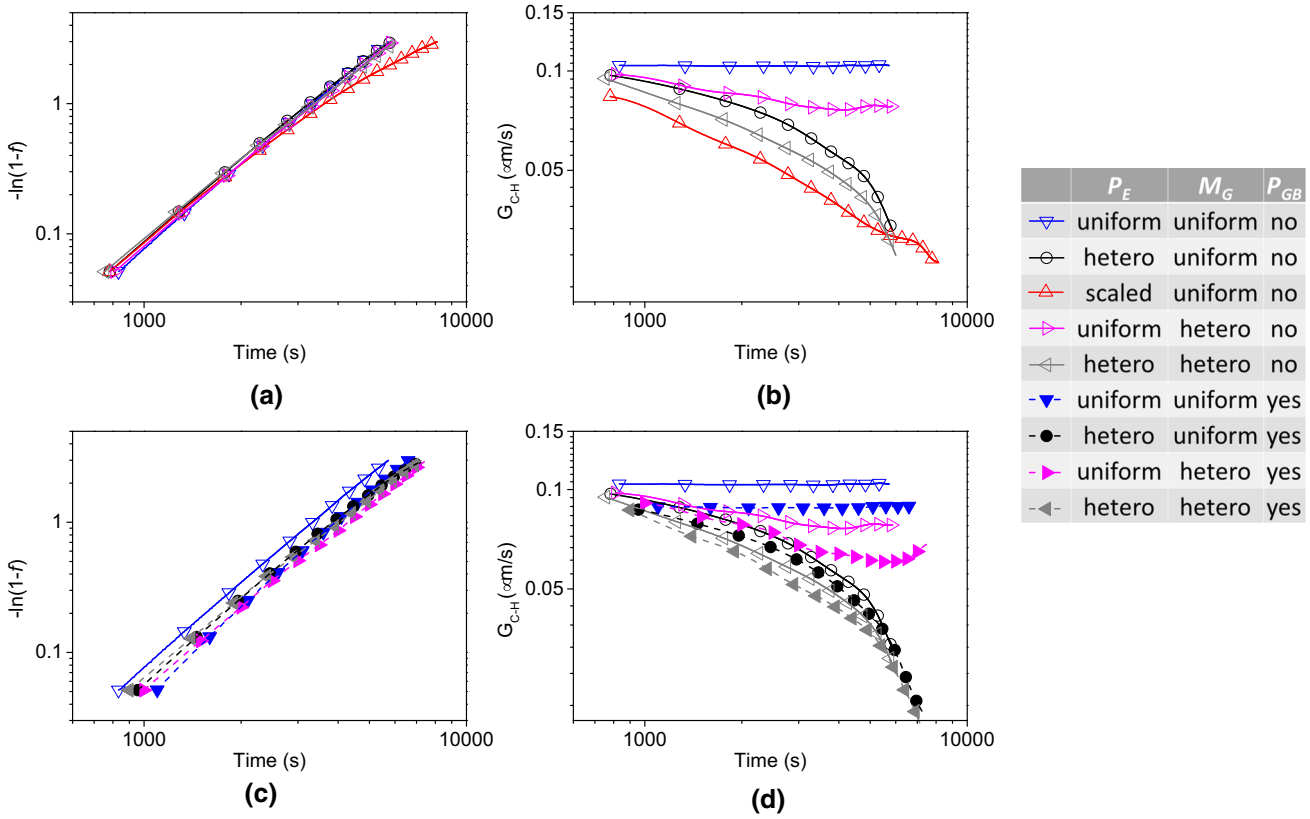 -ln(1-f)
1
0.1
1000
10000
Time (s)
(a)
G_C-H (∝m/s)
0.15
0.1
0.05
1000
10000
Time (s)
(b)
-ln(1-f)
1
0.1
1000
10000
Time (s)
(c)
G_C-H (∝m/s)
0.15
0.1
0.05
1000
10000
Time (s)
(d)
P_E M_G P_GB
uniform uniform no
hetero uniform no
scaled uniform no
uniform hetero no
hetero hetero no
uniform uniform yes
hetero uniform yes
uniform hetero yes
hetero hetero yes